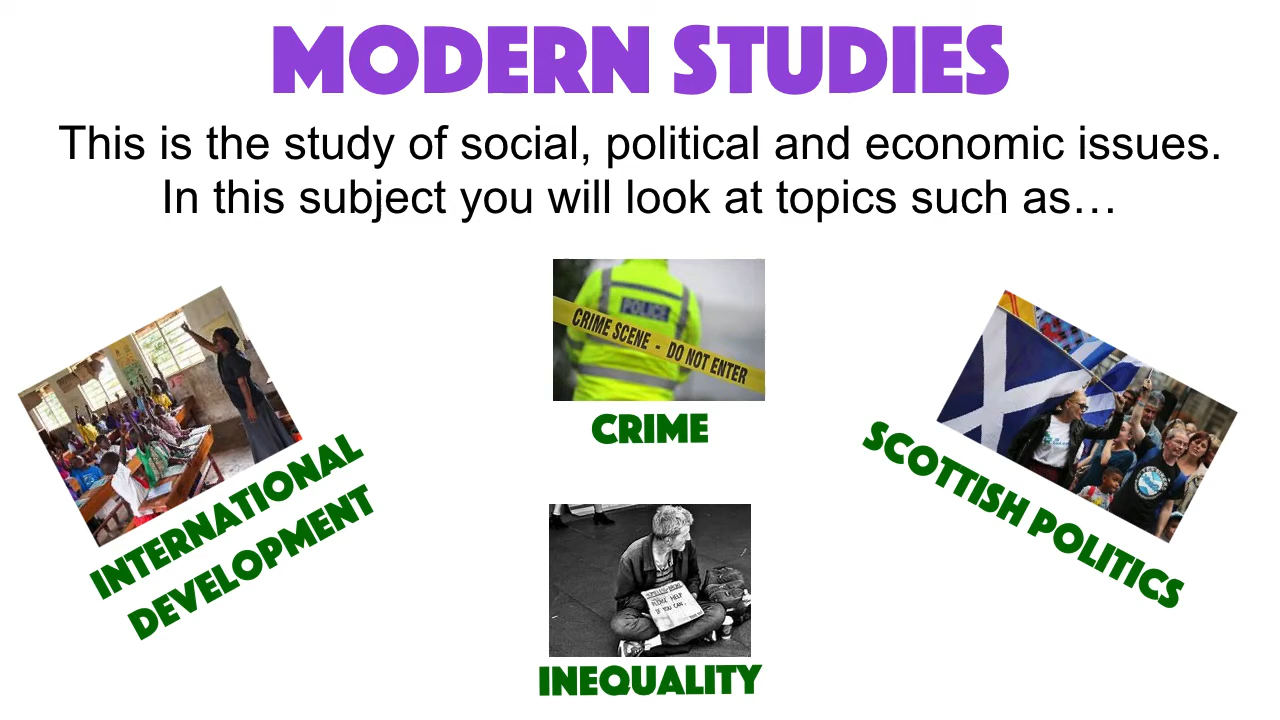 MODERN STUDIES
This is the study of social, political and economic issues.
In this subject you will look at topics such as…
POLICE
CRIME SCENE - DO NOT ENTER
CRIME
INTERNATIONAL
DEVELOPMENT
SCOTTISH POLITICS
PLEASE HELP
IF YOU CAN
INEQUALITY